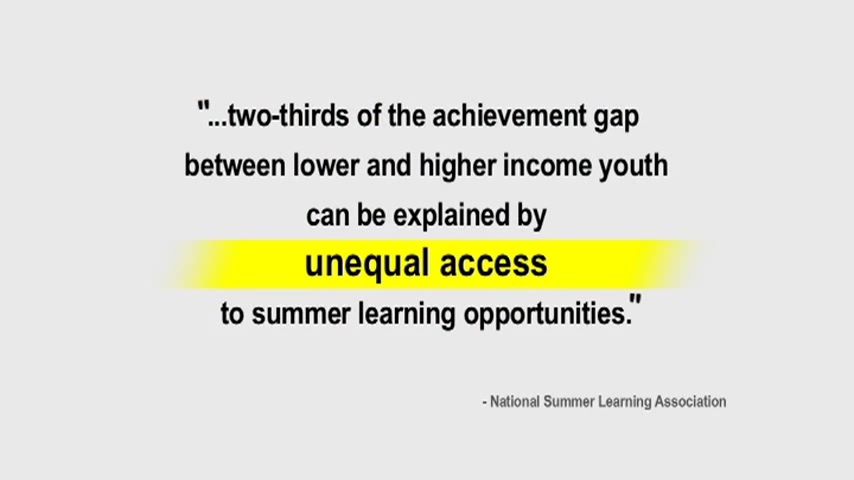 "...two-thirds of the achievement gap
between lower and higher income youth
can be explained by
unequal access
to summer learning opportunities."
- National Summer Learning Association